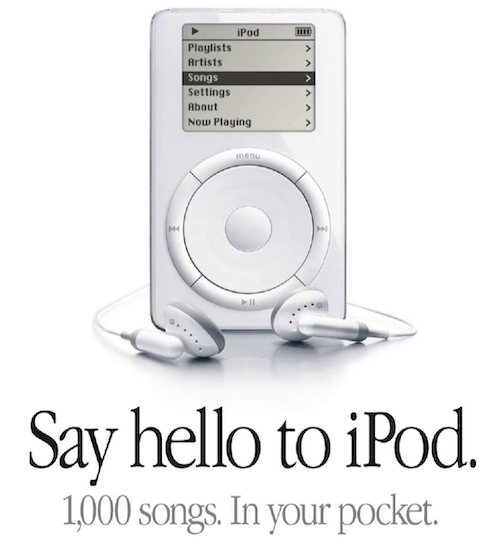 iPod
Playlists >
Artists >
Songs >
Settings >
About >
Now Playing >
menu
Say hello to iPod.
1,000 songs. In your pocket.